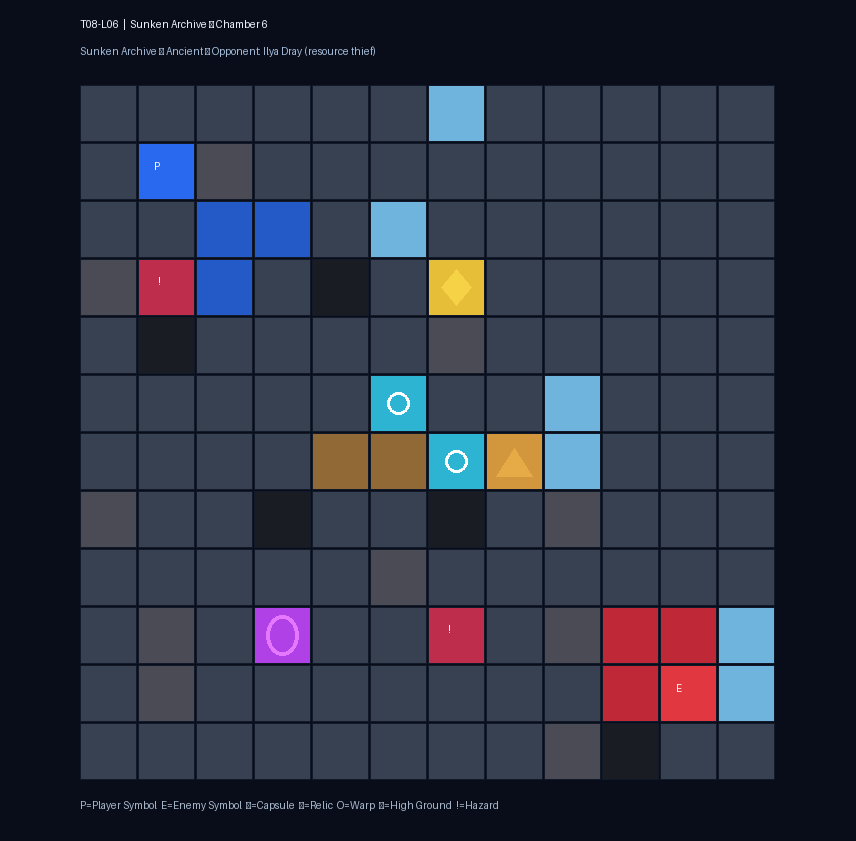 T08-L06 | Sunken Archive □ Chamber 6
Sunken Archive □ Ancient □ Opponent: Ilya Dray (resource thief)
P
!
!
E
P=Player Symbol E=Enemy Symbol □=Capsule □=Relic O=Warp □=High Ground !=Hazard